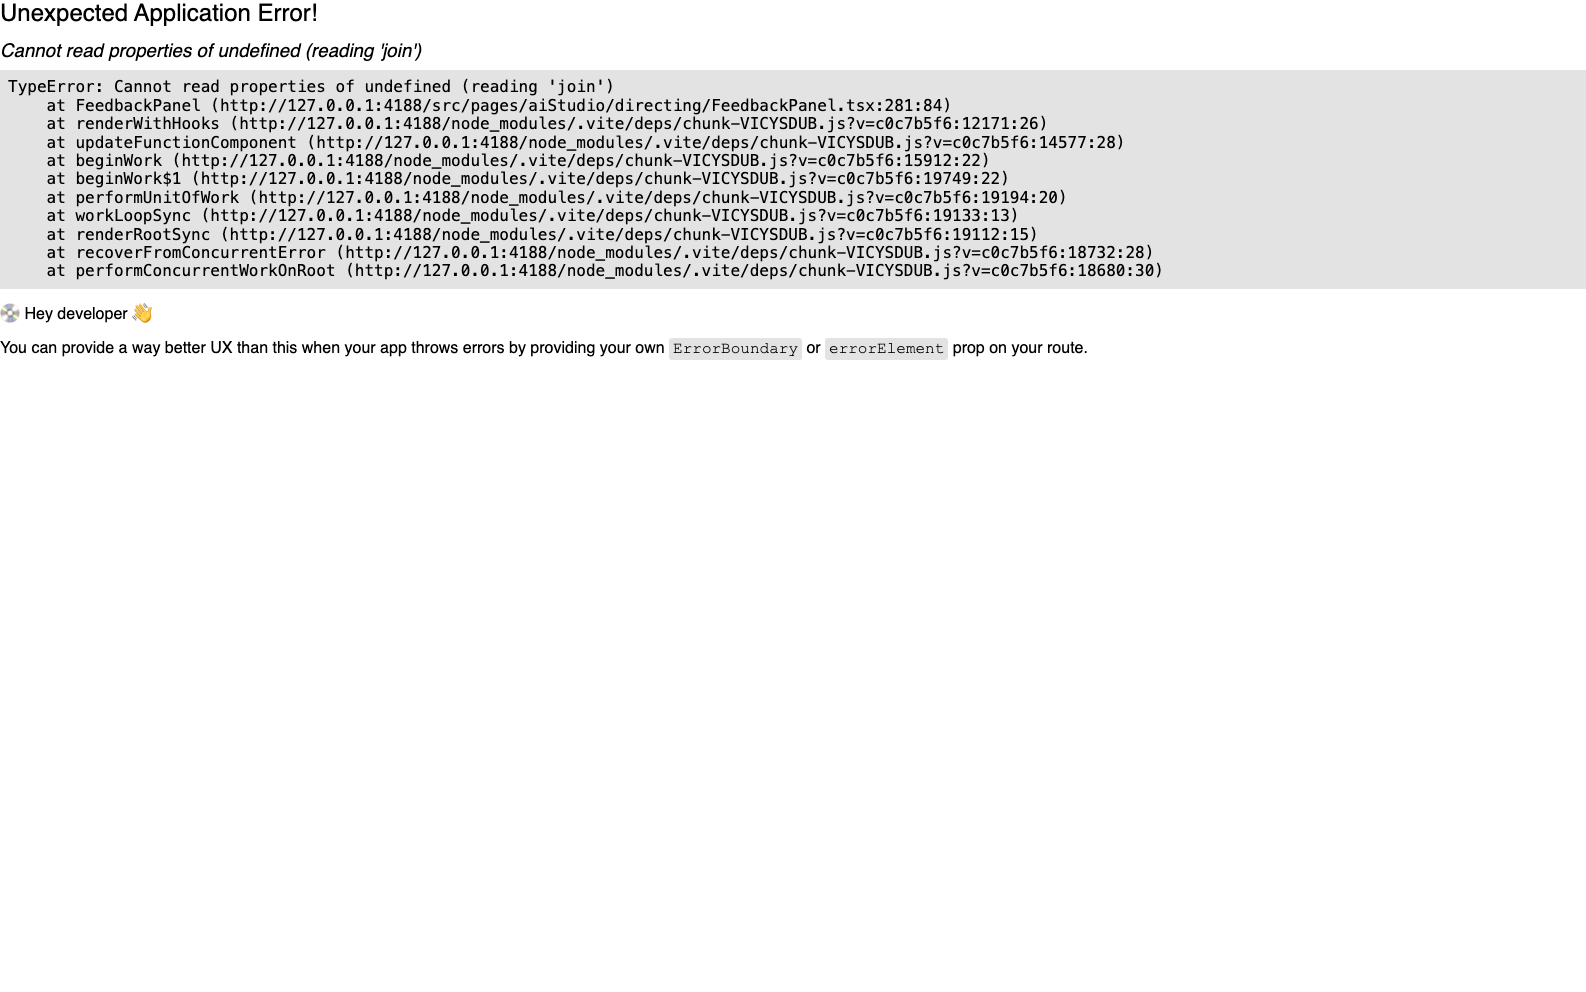 Unexpected Application Error!
Cannot read properties of undefined (reading 'join')
TypeError: Cannot read properties of undefined (reading 'join')
    at FeedbackPanel (http://127.0.0.1:4188/src/pages/aiStudio/directing/FeedbackPanel.tsx:281:84)
    at renderWithHooks (http://127.0.0.1:4188/node_modules/.vite/deps/chunk-VICYSDUB.js?v=c0c7b5f6:12171:26)
    at updateFunctionComponent (http://127.0.0.1:4188/node_modules/.vite/deps/chunk-VICYSDUB.js?v=c0c7b5f6:14577:28)
    at beginWork (http://127.0.0.1:4188/node_modules/.vite/deps/chunk-VICYSDUB.js?v=c0c7b5f6:15912:22)
    at beginWork$1 (http://127.0.0.1:4188/node_modules/.vite/deps/chunk-VICYSDUB.js?v=c0c7b5f6:19749:22)
    at performUnitOfWork (http://127.0.0.1:4188/node_modules/.vite/deps/chunk-VICYSDUB.js?v=c0c7b5f6:19194:20)
    at workLoopSync (http://127.0.0.1:4188/node_modules/.vite/deps/chunk-VICYSDUB.js?v=c0c7b5f6:19133:13)
    at renderRootSync (http://127.0.0.1:4188/node_modules/.vite/deps/chunk-VICYSDUB.js?v=c0c7b5f6:19112:15)
    at recoverFromConcurrentError (http://127.0.0.1:4188/node_modules/.vite/deps/chunk-VICYSDUB.js?v=c0c7b5f6:18732:28)
    at performConcurrentWorkOnRoot (http://127.0.0.1:4188/node_modules/.vite/deps/chunk-VICYSDUB.js?v=c0c7b5f6:18680:30)
💿 Hey developer 👋
You can provide a way better UX than this when your app throws errors by providing your own ErrorBoundary or errorElement prop on your route.